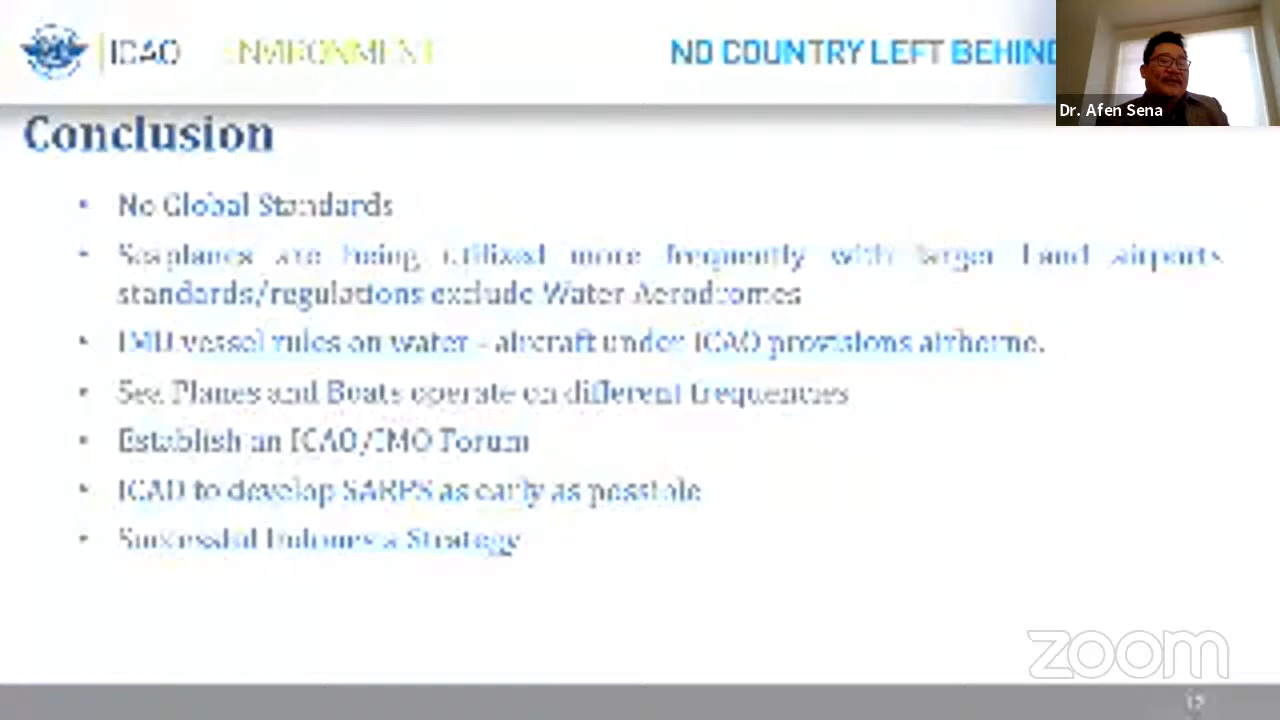 ICAO ENVIRONMENT
NO COUNTRY LEFT BEHIND
Dr. Afen Sena
Conclusion
• No Global Standards
• Seaplanes are being utilized more frequently with larger Land airports
standards/regulations exclude Water Aerodromes
• IMO vessel rules on water - aircraft under ICAO provisions airborne.
• Sea Planes and Boats operate on different frequencies
• Establish an ICAO/IMO Forum
• ICAO to develop SARPS as early as possible
• Successful Indonesia Strategy
zoom